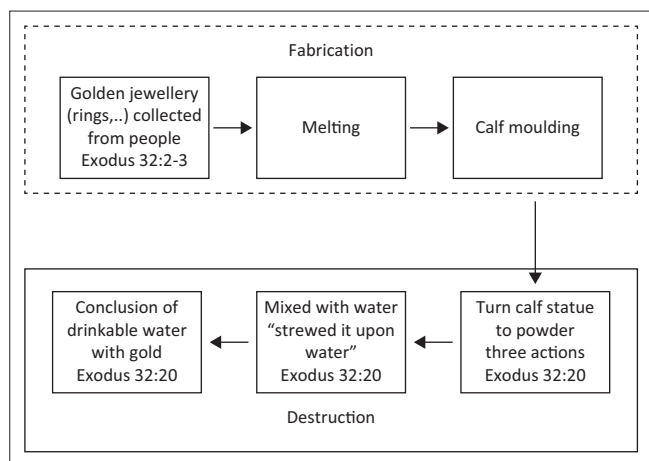 Fabrication
Golden jewellery
(rings,..) collected
from people
Exodus 32:2-3
Melting
Calf moulding
Turn calf statue
to powder
three actions
Exodus 32:20
Mixed with water
“strewed it upon
water”
Exodus 32:20
Conclusion of
drinkable water
with gold
Exodus 32:20
Destruction